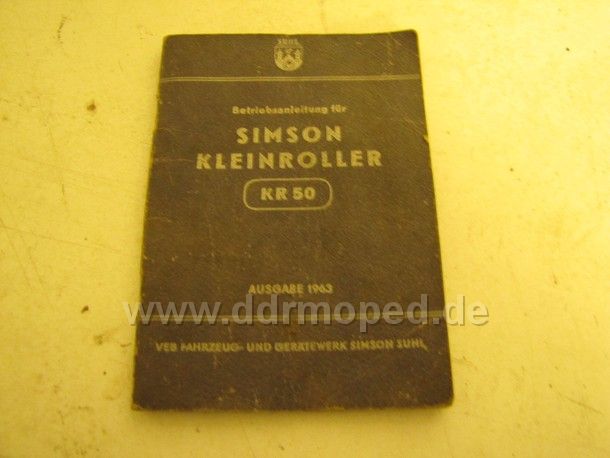 SUHL
Betriebsanleitung für
SIMSON
KLEINROLLER
KR 50
AUSGABE 1963
www.ddrmoped.de
VEB FAHRZEUG- UND GERÄTEWERK SIMSON SUHL